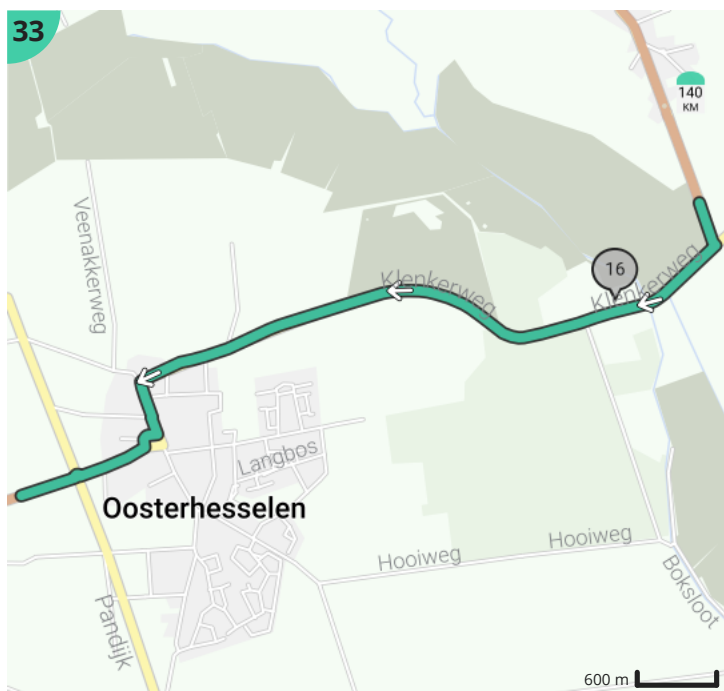 33
140
KM
Veenakkerweg
16
Klenkerweg
Klenkerweg
Langbos
Oosterhesselen
Hooiweg
Hooiweg
Boksloot
Pandijk
600 m